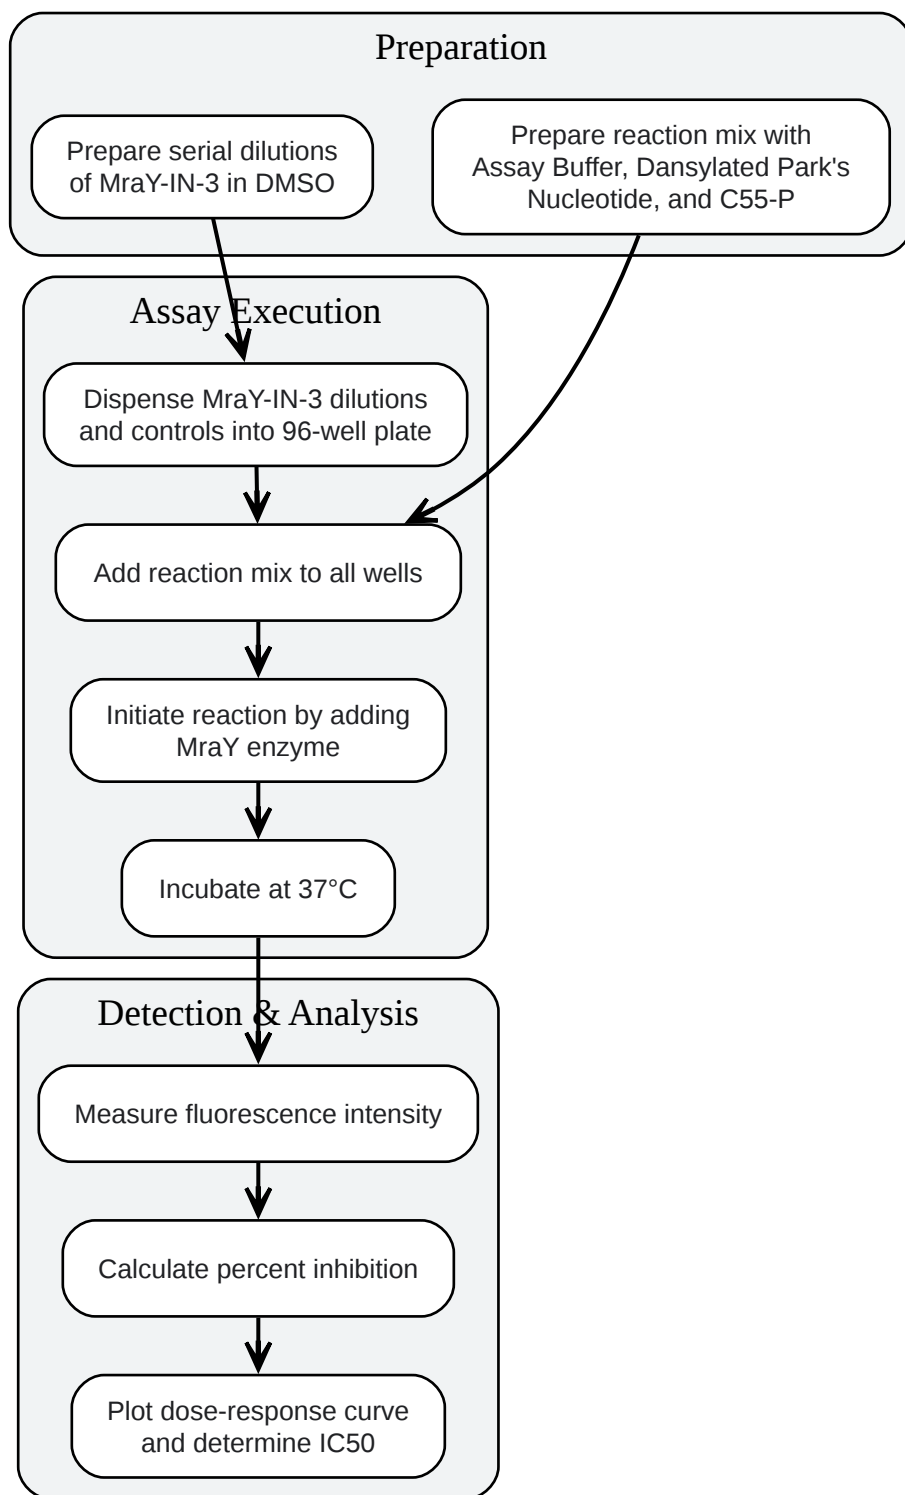 Preparation
Prepare serial dilutions
of MraY-IN-3 in DMSO
Prepare reaction mix with
Assay Buffer, Dansylated Park's
Nucleotide, and C55-P
Assay Execution
Dispense MraY-IN-3 dilutions
and controls into 96-well plate
Add reaction mix to all wells
Initiate reaction by adding
MraY enzyme
Incubate at 37°C
Detection & Analysis
Measure fluorescence intensity
Calculate percent inhibition
Plot dose-response curve
and determine IC50